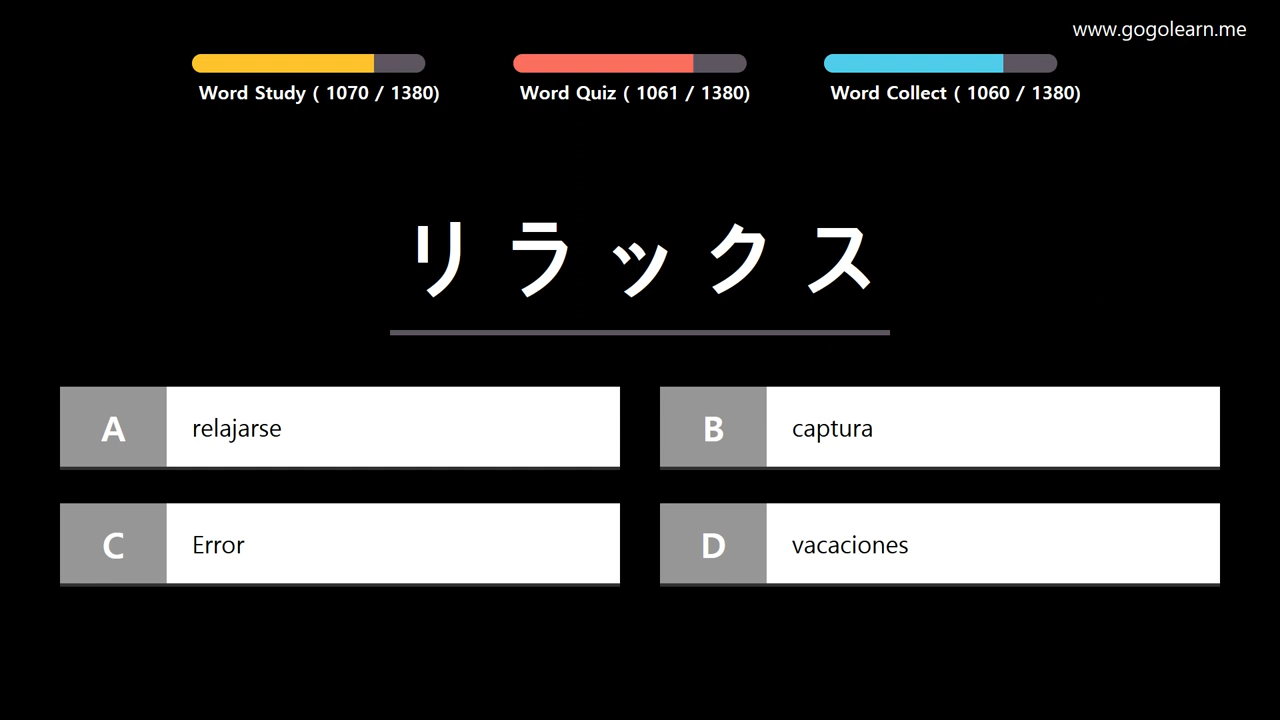 www.gogolearn.me
Word Study ( 1070 / 1380)
Word Quiz ( 1061 / 1380)
Word Collect ( 1060 / 1380)
リラックス
A relajarse
B captura
C Error
D vacaciones